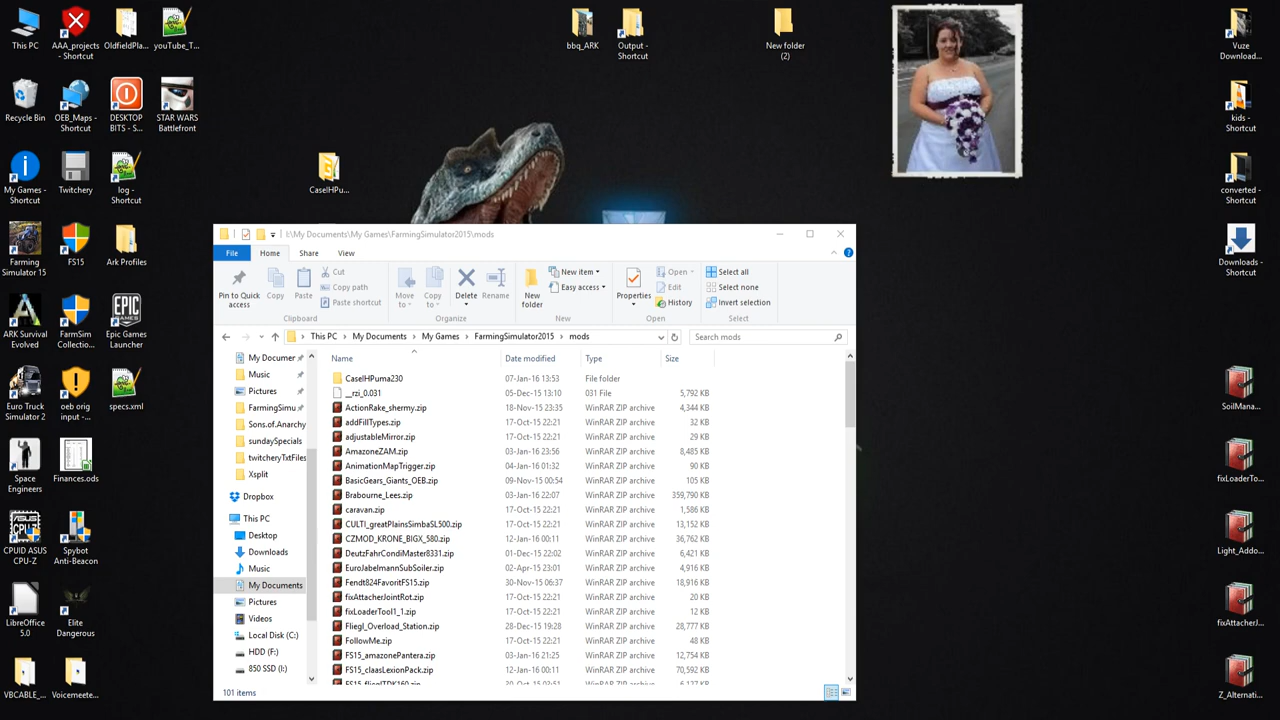 This PC
AAA_projects - Shortcut
OldfieldPla...
youTube_T...
bbq_ARK
Output - Shortcut
New folder (2)
Vuze Download...
Recycle Bin
OEB_Maps - Shortcut
DESKTOP BITS - S...
STAR WARS Battlefront
kids - Shortcut
My Games - Shortcut
Twitchery
log - Shortcut
CaseIHPu...
converted - Shortcut
Farming Simulator 15
FS15
Ark Profiles
Downloads - Shortcut
ARK Survival Evolved
FarmSim Collectio...
Epic Games Launcher
Euro Truck Simulator 2
oeb orig input - ...
specs.xml
SoilMana...
Space Engineers
Finances.ods
fixLoaderTo...
CPUID ASUS CPU-Z
Spybot Anti-Beacon
Light_Addo...
LibreOffice 5.0
Elite Dangerous
fixAttacherJ...
VBCABLE_...
Voicemeete...
Z_Alternati...
I:\My Documents\My Games\FarmingSimulator2015\mods
File Home Share View
Pin to Quick access
Copy
Paste
Cut
Copy path
Paste shortcut
Move to
Copy to
Delete
Rename
New folder
New item
Easy access
Properties
Open
Edit
History
Select all
Select none
Invert selection
Clipboard Organize New Open Select
This PC My Documents My Games FarmingSimulator2015 mods
Search mods
My Documer
Music
Pictures
FarmingSimu
Sons.of.Anarchy
sundaySpecials
twitcheryTxtFiles
Xsplit
Dropbox
This PC
Desktop
Downloads
Music
My Documents
Pictures
Videos
Local Disk (C:)
HDD (F:)
850 SSD (I:)
Name Date modified Type Size
CaseIHPuma230 07-Jan-16 13:53 File folder
__rzi_0.031 05-Dec-15 13:10 031 File 5,792 KB
ActionRake_shermy.zip 18-Nov-15 23:35 WinRAR ZIP archive 4,344 KB
addFillTypes.zip 17-Oct-15 22:21 WinRAR ZIP archive 32 KB
adjustableMirror.zip 17-Oct-15 22:21 WinRAR ZIP archive 29 KB
AmazoneZAM.zip 03-Jan-16 23:56 WinRAR ZIP archive 8,485 KB
AnimationMapTrigger.zip 04-Jan-16 01:32 WinRAR ZIP archive 90 KB
BasicGears_Giants_OEB.zip 09-Nov-15 00:54 WinRAR ZIP archive 105 KB
Brabourne_Lees.zip 03-Jan-16 22:07 WinRAR ZIP archive 359,790 KB
caravan.zip 17-Oct-15 22:21 WinRAR ZIP archive 1,586 KB
CULTI_greatPlainsSimbaSL500.zip 17-Oct-15 22:21 WinRAR ZIP archive 13,152 KB
CZMOD_KRONE_BIGX_580.zip 12-Jan-16 00:11 WinRAR ZIP archive 36,762 KB
DeutzFahrCondiMaster8331.zip 01-Dec-15 22:02 WinRAR ZIP archive 6,421 KB
EuroJabelmannSubSoiler.zip 02-Apr-15 23:01 WinRAR ZIP archive 4,916 KB
Fendt824FavoritFS15.zip 30-Nov-15 06:37 WinRAR ZIP archive 18,916 KB
fixAttacherJointRot.zip 17-Oct-15 22:21 WinRAR ZIP archive 20 KB
fixLoaderTool1_1.zip 17-Oct-15 22:21 WinRAR ZIP archive 12 KB
Fliegl_Overload_Station.zip 28-Dec-15 19:28 WinRAR ZIP archive 28,777 KB
FollowMe.zip 17-Oct-15 22:21 WinRAR ZIP archive 48 KB
FS15_amazonePantera.zip 03-Jan-16 21:25 WinRAR ZIP archive 12,754 KB
FS15_claasLexionPack.zip 12-Jan-16 00:11 WinRAR ZIP archive 70,592 KB
101 items